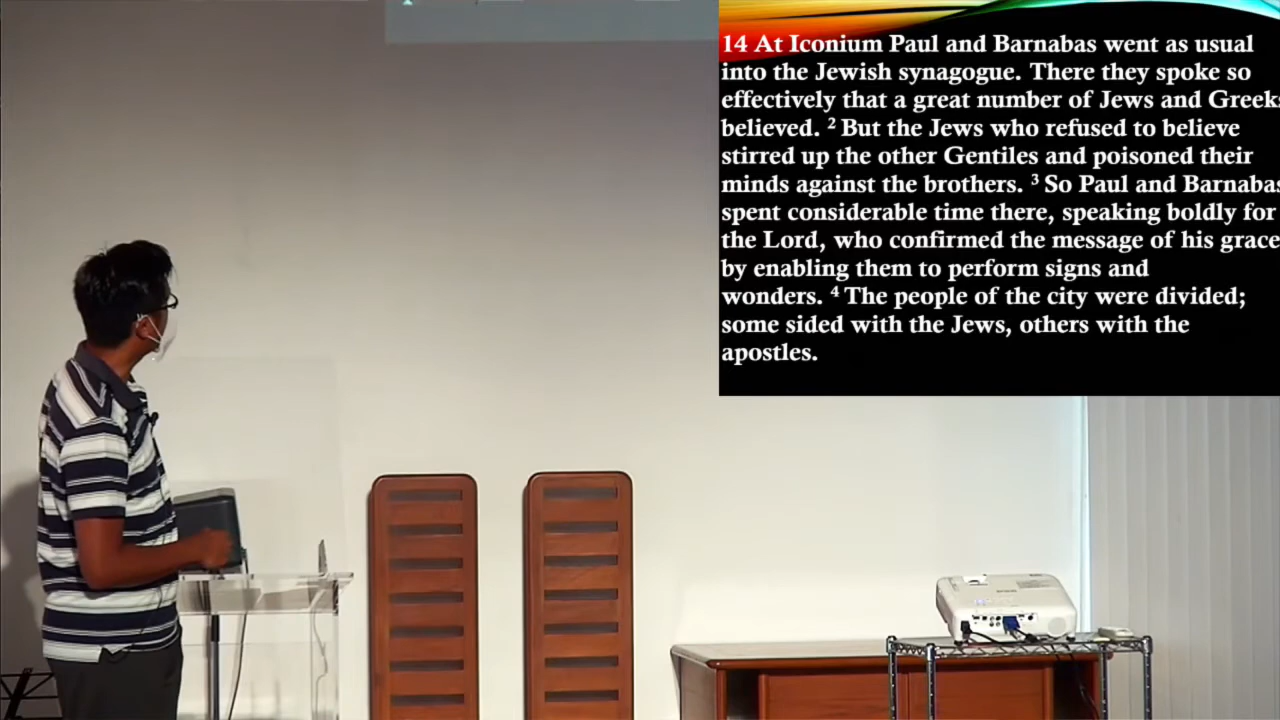 14 At Iconium Paul and Barnabas went as usual
into the Jewish synagogue. There they spoke so
effectively that a great number of Jews and Greeks
believed. 2 But the Jews who refused to believe
stirred up the other Gentiles and poisoned their
minds against the brothers. 3 So Paul and Barnabas
spent considerable time there, speaking boldly for
the Lord, who confirmed the message of his grace
by enabling them to perform signs and
wonders. 4 The people of the city were divided;
some sided with the Jews, others with the
apostles.